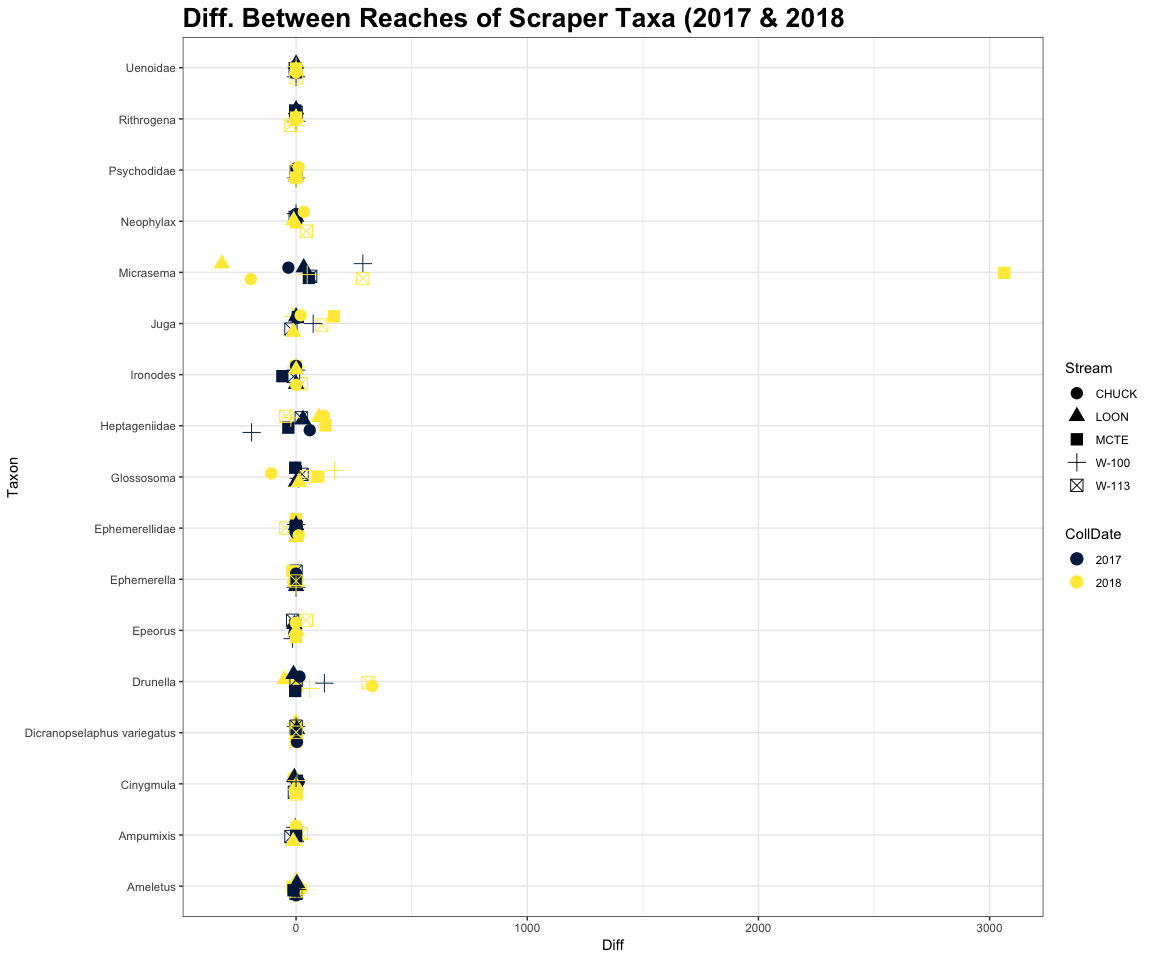 Diff. Between Reaches of Scraper Taxa (2017 & 2018
Uenoidae
Rithrogena
Psychodidae
Neophylax
Micrasema
Juga
Ironodes
Heptageniidae
Glossosoma
Ephemerellidae
Ephemerella
Epeorus
Drunella
Dicranopselaphus variegatus
Cinygmula
Ampumixis
Ameletus
Taxon
0 1000 2000 3000
Diff
Stream
CHUCK
LOON
MCTE
W-100
W-113
CollDate
2017
2018